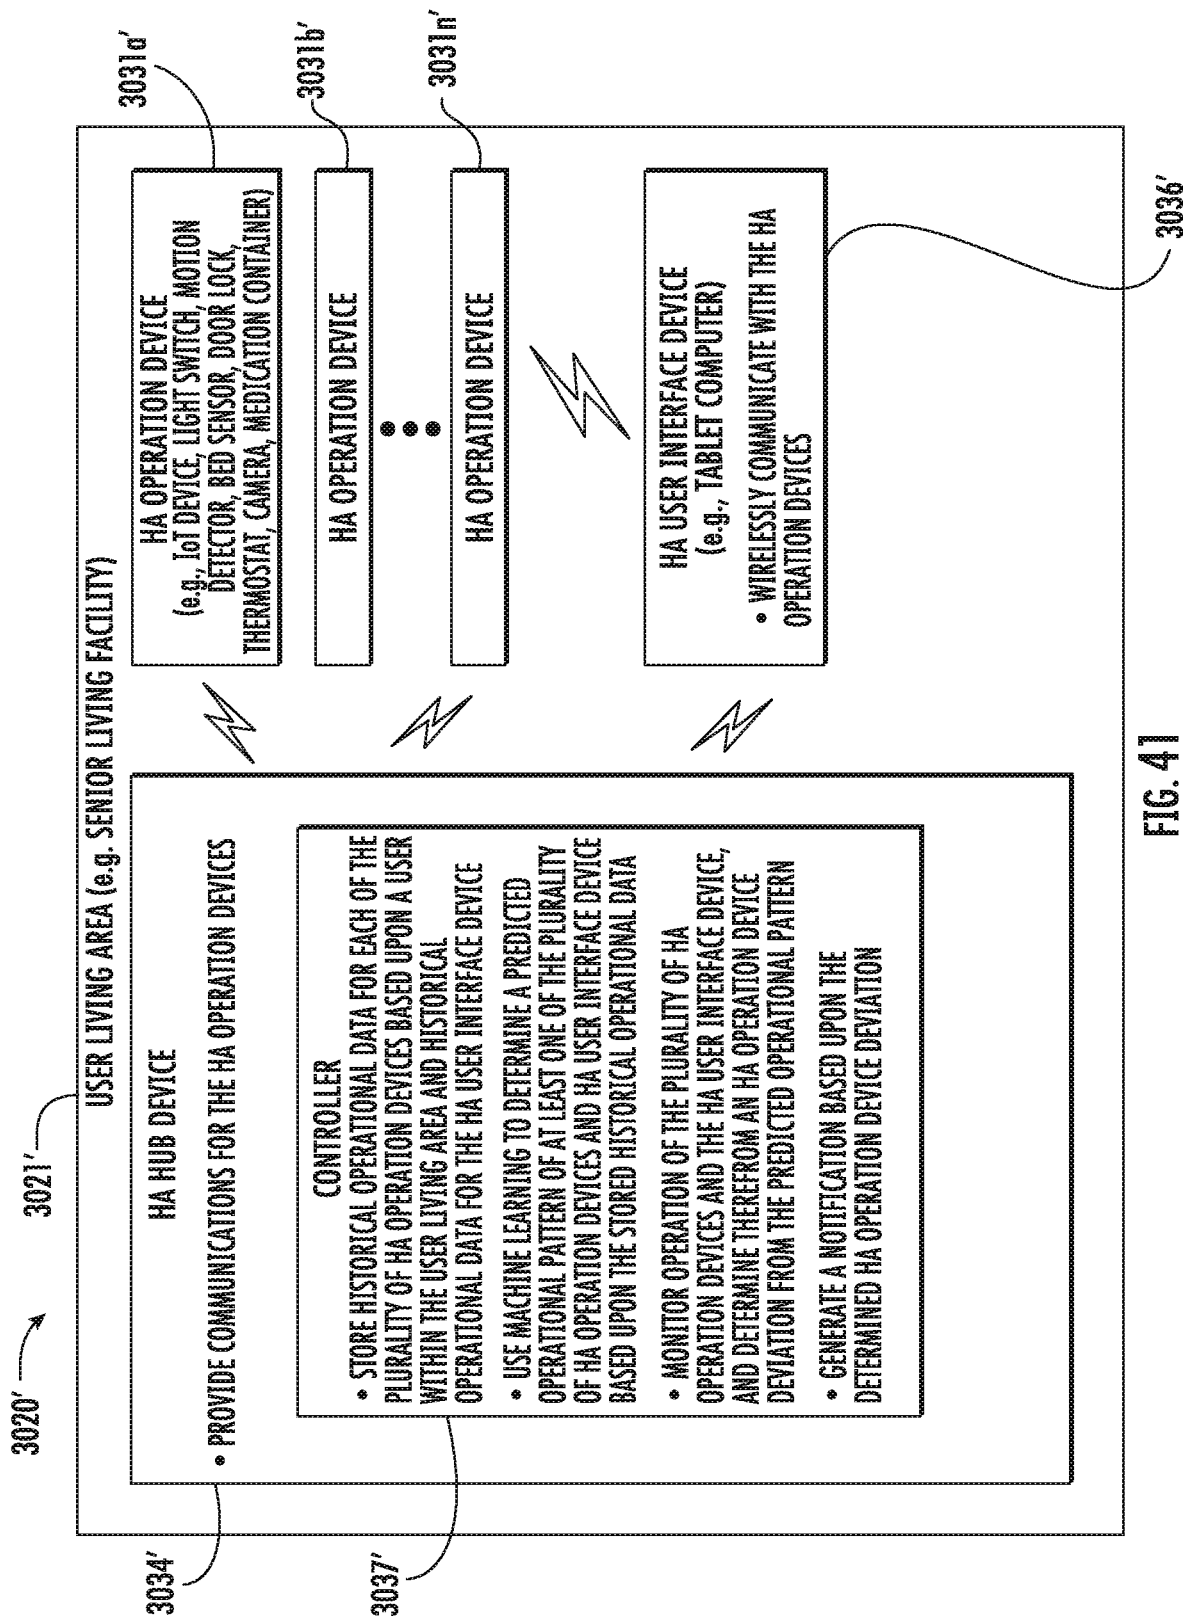 3020′
3021′
USER LIVING AREA (e.g. SENIOR LIVING FACILITY)
3034′
HA HUB DEVICE
• PROVIDE COMMUNICATIONS FOR THE HA OPERATION DEVICES
3037′
CONTROLLER
• STORE HISTORICAL OPERATIONAL DATA FOR EACH OF THE
PLURALITY OF HA OPERATION DEVICES BASED UPON A USER
WITHIN THE USER LIVING AREA AND HISTORICAL
OPERATIONAL DATA FOR THE HA USER INTERFACE DEVICE
• USE MACHINE LEARNING TO DETERMINE A PREDICTED
OPERATIONAL PATTERN OF AT LEAST ONE OF THE PLURALITY
OF HA OPERATION DEVICES AND HA USER INTERFACE DEVICE
BASED UPON THE STORED HISTORICAL OPERATIONAL DATA
• MONITOR OPERATION OF THE PLURALITY OF HA
OPERATION DEVICES AND THE HA USER INTERFACE DEVICE,
AND DETERMINE THEREFROM AN HA OPERATION DEVICE
DEVIATION FROM THE PREDICTED OPERATIONAL PATTERN
• GENERATE A NOTIFICATION BASED UPON THE
DETERMINED HA OPERATION DEVICE DEVIATION
3031a′
HA OPERATION DEVICE
(e.g., IoT DEVICE, LIGHT SWITCH, MOTION
DETECTOR, BED SENSOR, DOOR LOCK,
THERMOSTAT, CAMERA, MEDICATION CONTAINER)
3031b′
HA OPERATION DEVICE
3031n′
HA OPERATION DEVICE
HA USER INTERFACE DEVICE
(e.g., TABLET COMPUTER)
• WIRELESSLY COMMUNICATE WITH THE HA
OPERATION DEVICES
3036′
FIG. 41